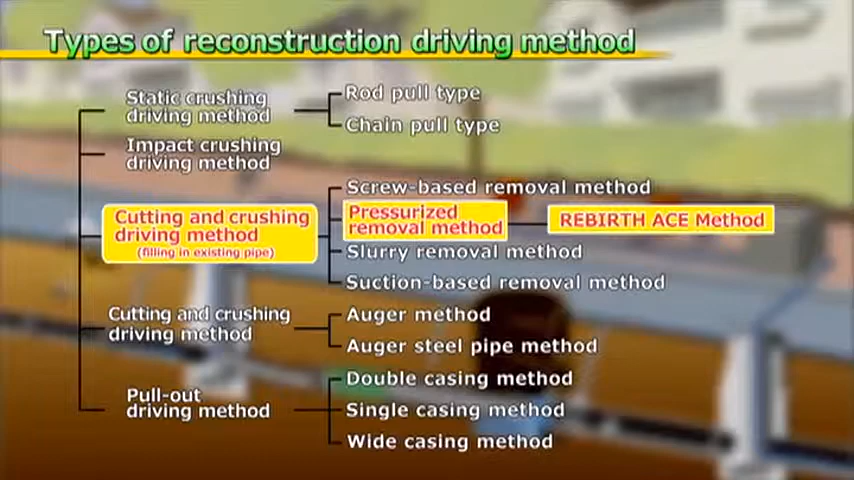 Types of reconstruction driving method
Static crushing
driving method
Rod pull type
Chain pull type
Impact crushing
driving method
Cutting and crushing
driving method
(filling in existing pipe)
Screw-based removal method
Pressurized
removal method
REBIRTH ACE Method
Slurry removal method
Suction-based removal method
Cutting and crushing
driving method
Auger method
Auger steel pipe method
Pull-out
driving method
Double casing method
Single casing method
Wide casing method